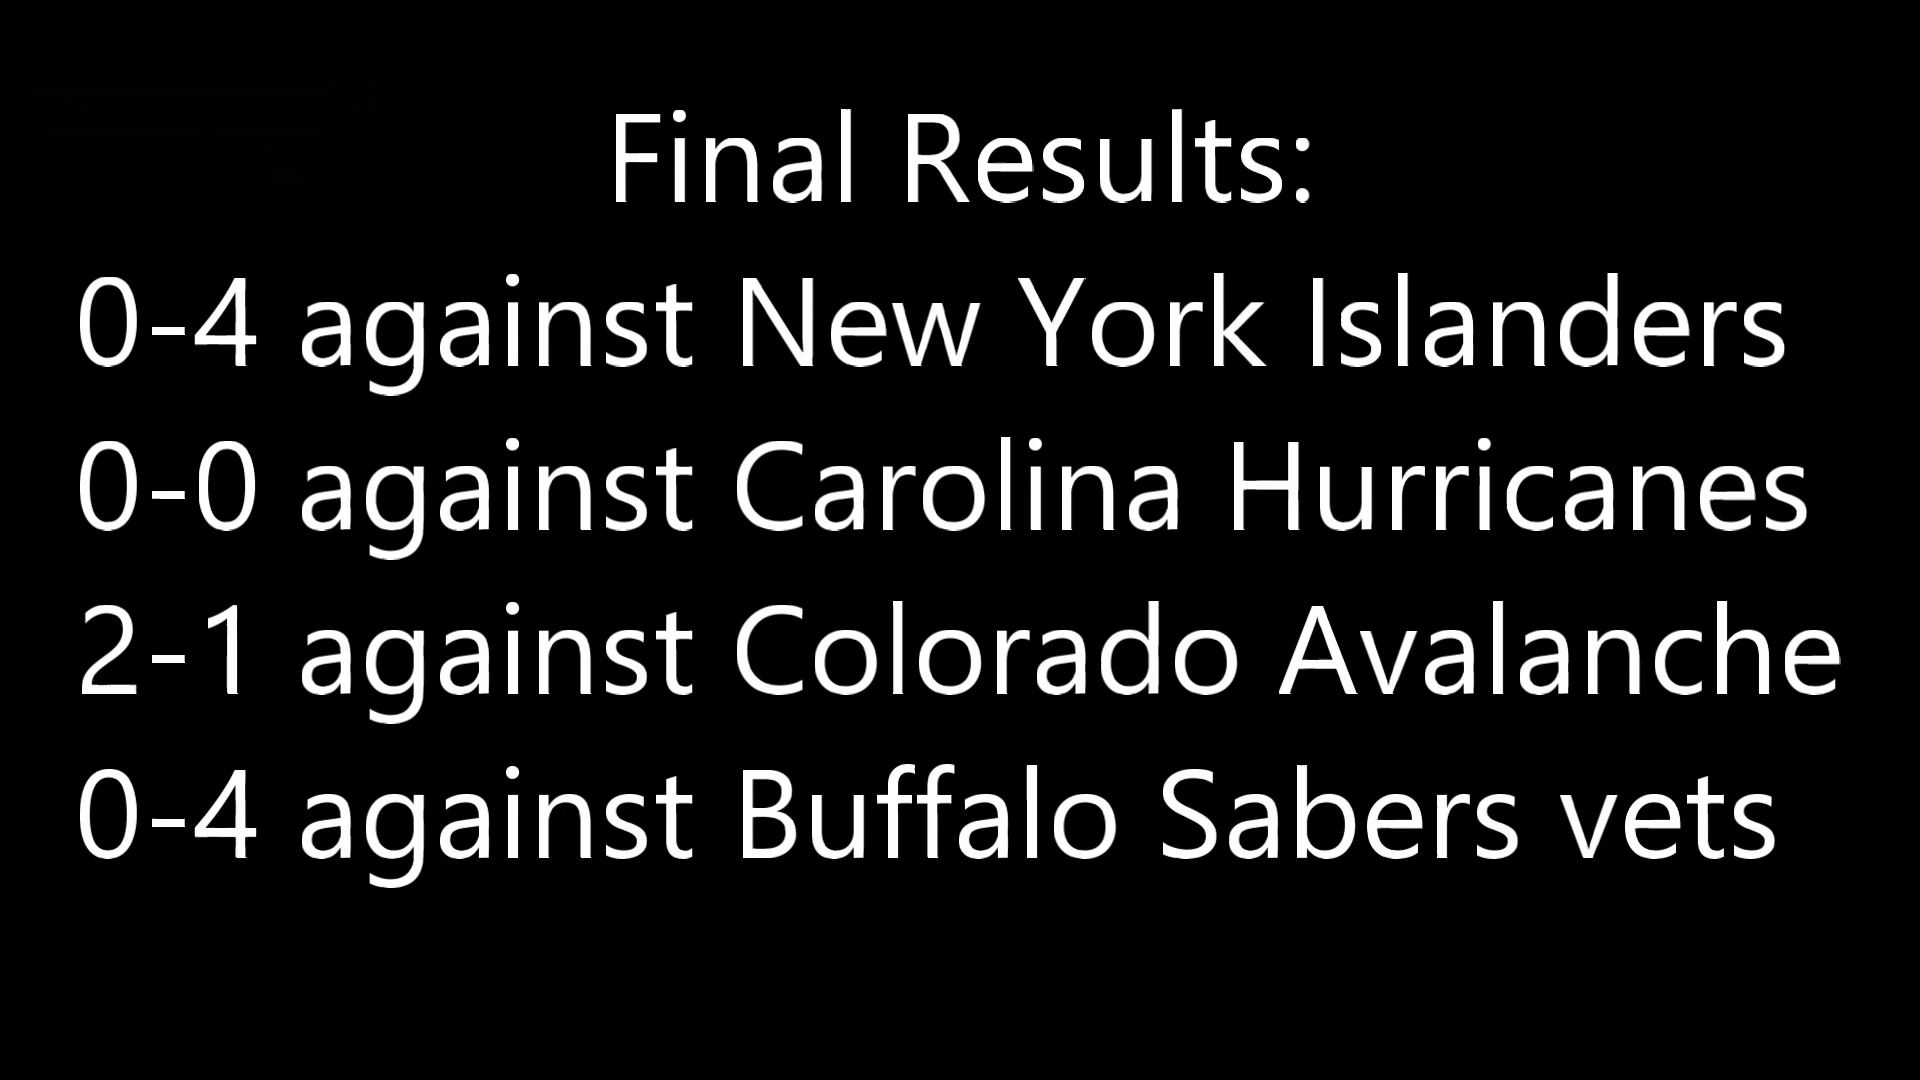 Final Results:
0-4 against New York Islanders
0-0 against Carolina Hurricanes
2-1 against Colorado Avalanche
0-4 against Buffalo Sabers vets